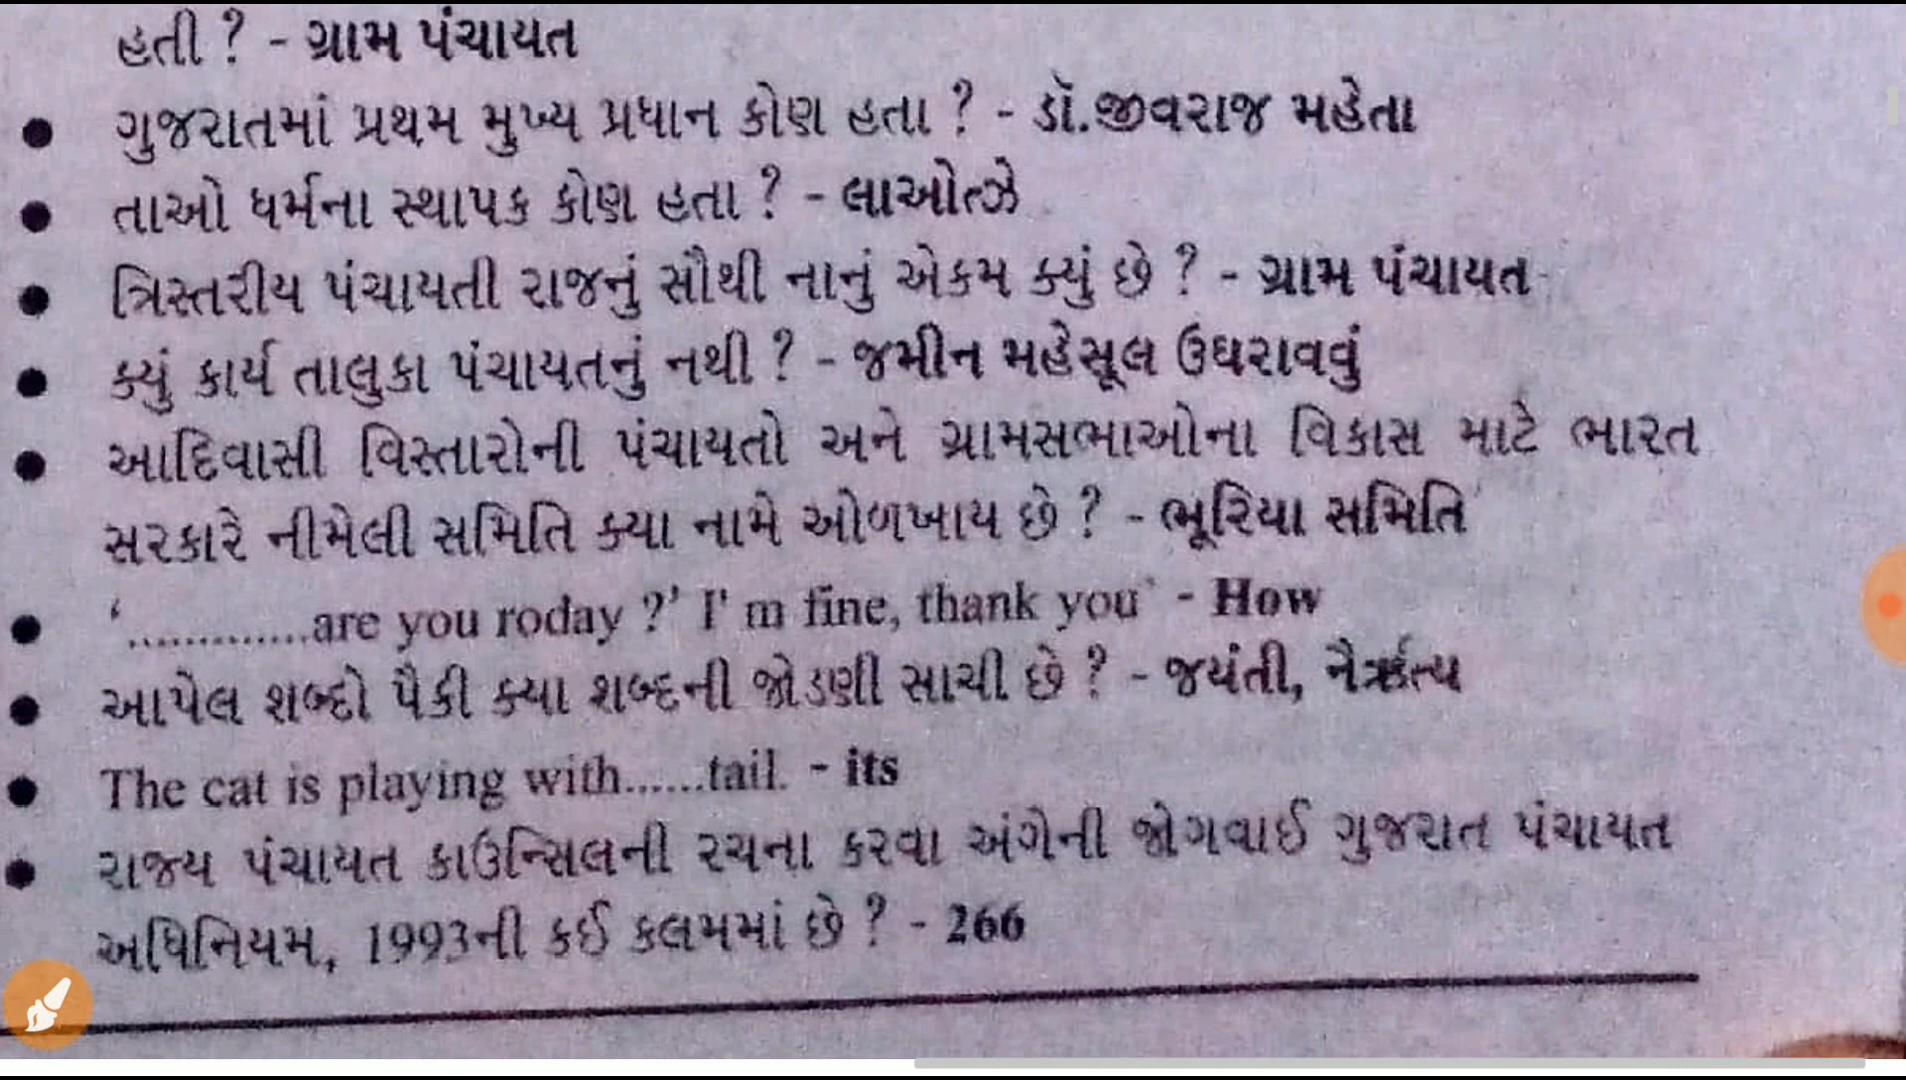 હતી ? - ગ્રામ પંચાયત
● ગુજરાતમાં પ્રથમ મુખ્ય પ્રધાન કોણ હતા ? - ડૉ.જીવરાજ મહેતા
● તાઓ ધર્મના સ્થાપક કોણ હતા ? - લાઓત્ઝે
● ત્રિસ્તરીય પંચાયતી રાજનું સૌથી નાનું એકમ ક્યું છે ? - ગ્રામ પંચાયત
● ક્યું કાર્ય તાલુકા પંચાયતનું નથી ? - જમીન મહેસૂલ ઉઘરાવવું
● આદિવાસી વિસ્તારોની પંચાયતો અને ગ્રામસભાઓના વિકાસ માટે ભારત
સરકારે નીમેલી સમિતિ ક્યા નામે ઓળખાય છે ? - ભૂરિયા સમિતિ
● ‘.............are you roday ?’ I' m fine, thank you’ - How
● આપેલ શબ્દો પૈકી ક્યા શબ્દની જોડણી સાચી છે ? - જયંતી, નૈર્ઋત્ય
● The cat is playing with......tail. - its
● રાજ્ય પંચાયત કાઉન્સિલની રચના કરવા અંગેની જોગવાઈ ગુજરાત પંચાયત
અધિનિયમ, 1993ની કઈ કલમમાં છે ? - 266